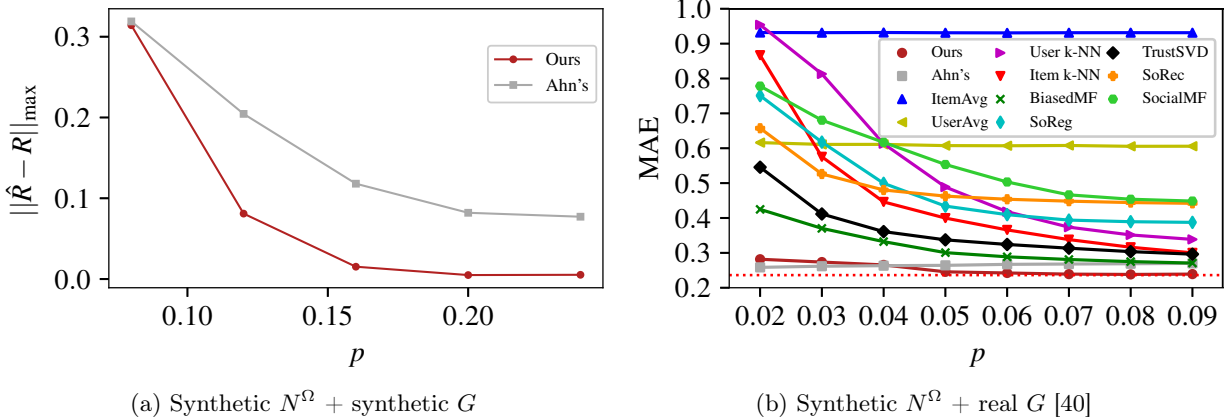 ||R̂ − R||max
0.3
0.2
0.1
0.0
0.10
0.15
0.20
p
Ours
Ahn's
(a) Synthetic N^Ω + synthetic G
MAE
1.0
0.9
0.8
0.7
0.6
0.5
0.4
0.3
0.2
0.02
0.03
0.04
0.05
0.06
0.07
0.08
0.09
p
Ours
Ahn's
ItemAvg
UserAvg
User k-NN
Item k-NN
BiasedMF
SoReg
TrustSVD
SoRec
SocialMF
(b) Synthetic N^Ω + real G [40]